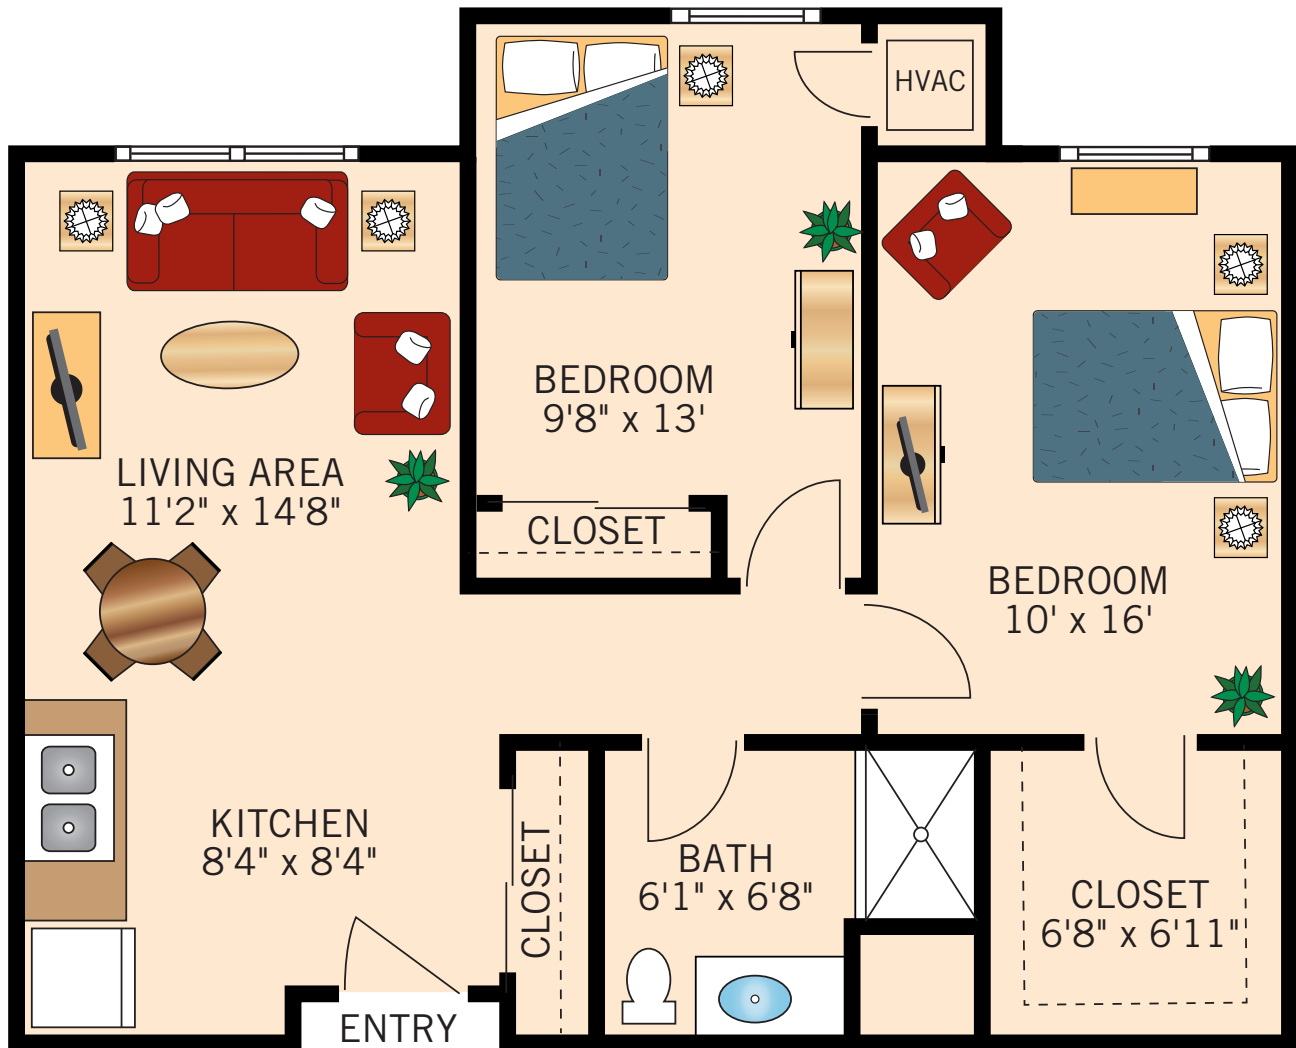 HVAC
BEDROOM
9'8" x 13'
LIVING AREA
11'2" x 14'8"
CLOSET
BEDROOM
10' x 16'
KITCHEN
8'4" x 8'4"
CLOSET
BATH
6'1" x 6'8"
CLOSET
6'8" x 6'11"
ENTRY